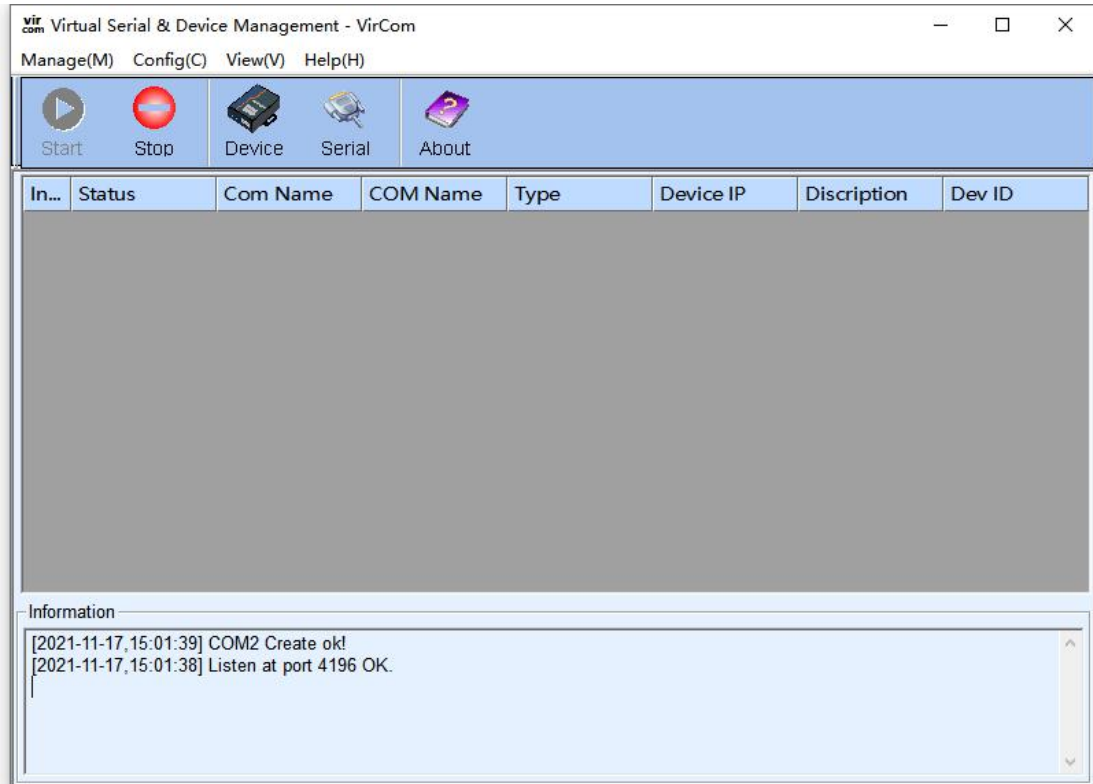 vir com Virtual Serial & Device Management - VirCom
Manage(M) Config(C) View(V) Help(H)
Start Stop Device Serial About
In... Status Com Name COM Name Type Device IP Discription Dev ID
Information
[2021-11-17,15:01:39] COM2 Create ok!
[2021-11-17,15:01:38] Listen at port 4196 OK.